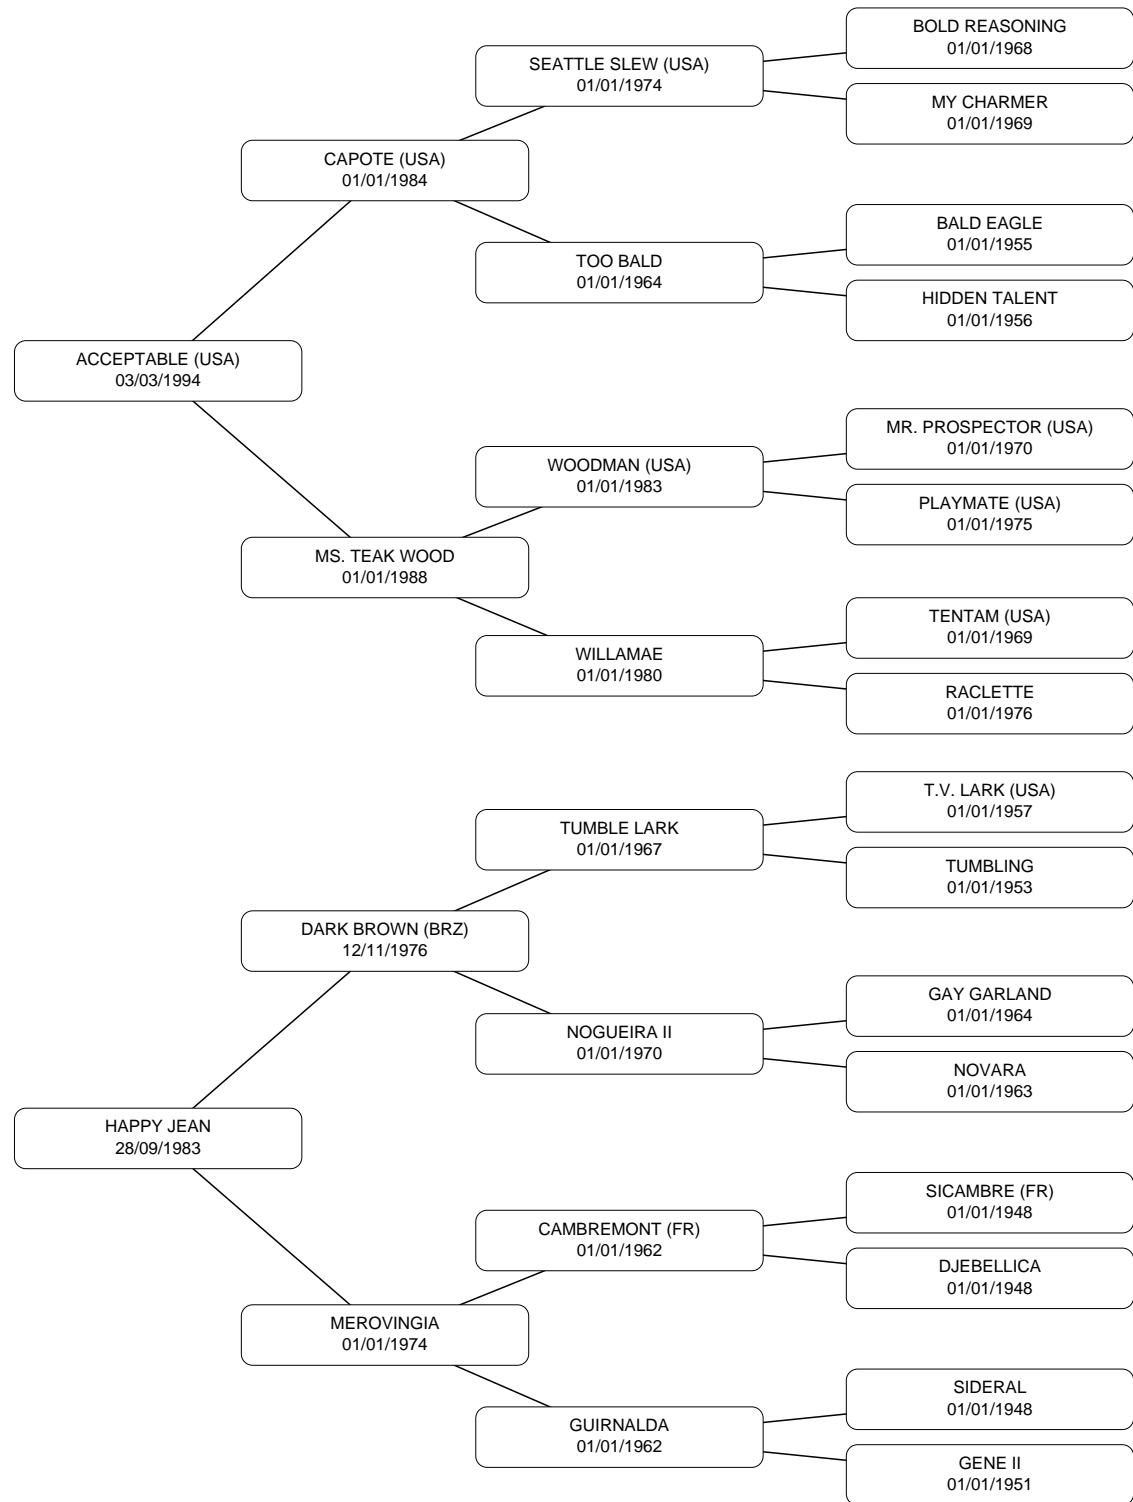 BOLD REASONING
01/01/1968
SEATTLE SLEW (USA)
01/01/1974
MY CHARMER
01/01/1969
CAPOTE (USA)
01/01/1984
BALD EAGLE
01/01/1955
TOO BALD
01/01/1964
HIDDEN TALENT
01/01/1956
ACCEPTABLE (USA)
03/03/1994
MR. PROSPECTOR (USA)
01/01/1970
WOODMAN (USA)
01/01/1983
PLAYMATE (USA)
01/01/1975
MS. TEAK WOOD
01/01/1988
TENTAM (USA)
01/01/1969
WILLAMAE
01/01/1980
RACLETTE
01/01/1976
T.V. LARK (USA)
01/01/1957
TUMBLE LARK
01/01/1967
TUMBLING
01/01/1953
DARK BROWN (BRZ)
12/11/1976
GAY GARLAND
01/01/1964
NOGUEIRA II
01/01/1970
NOVARA
01/01/1963
HAPPY JEAN
28/09/1983
SICAMBRE (FR)
01/01/1948
CAMBREMONT (FR)
01/01/1962
DJEBELLICA
01/01/1948
MEROVINGIA
01/01/1974
SIDERAL
01/01/1948
GUIRNALDA
01/01/1962
GENE II
01/01/1951